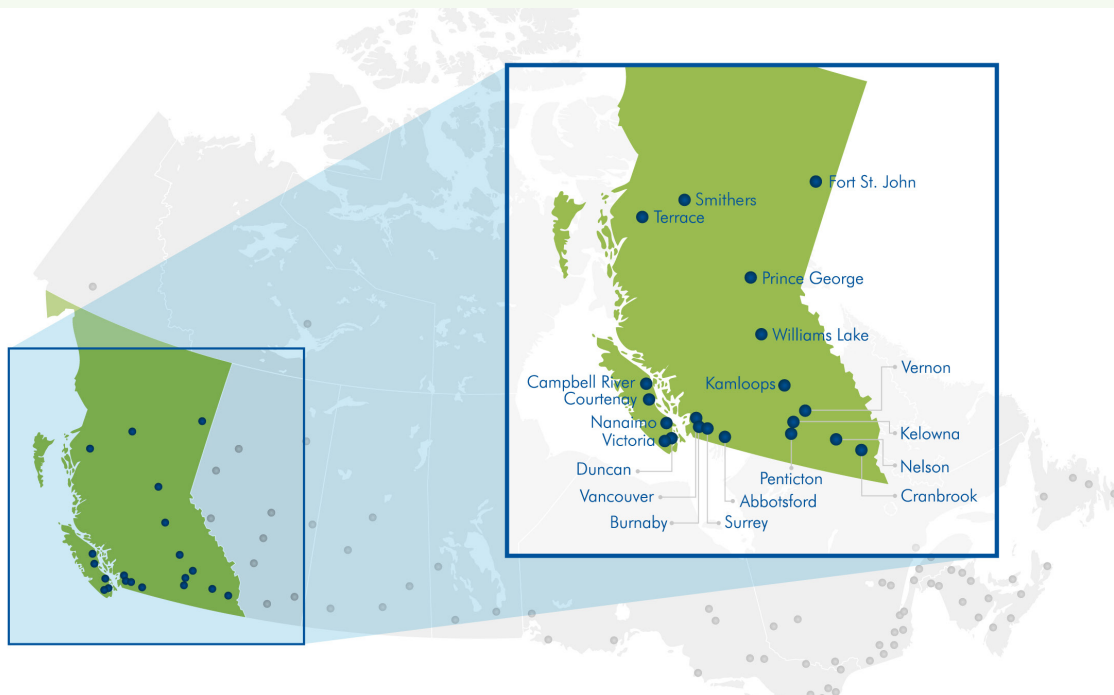 Fort St. John
Smithers
Terrace
Prince George
Williams Lake
Vernon
Campbell River
Kamloops
Courtenay
Nanaimo
Kelowna
Victoria
Duncan
Nelson
Penticton
Vancouver
Abbotsford
Cranbrook
Burnaby
Surrey